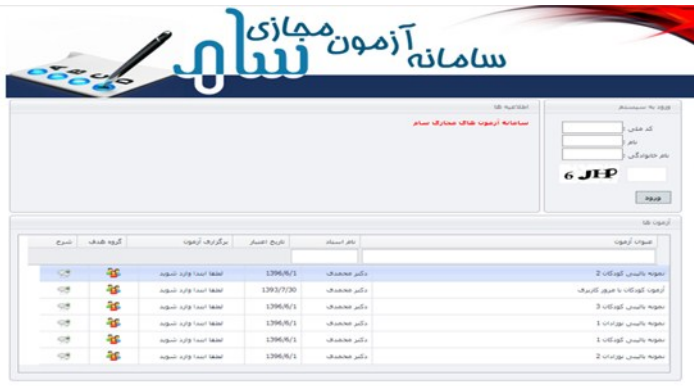 سامانه آزمون مجازی
سام
ورود به سیستم
کد ملی :
نام :
نام خانوادگی :
6 JHP
ورود
اطلاعیه ها
سامانه آزمون های مجازی سام
آزمون ها
عنوان آزمون نام استاد تاریخ اعتبار برگزاری آزمون گروه هدف شرح
نمونه بالینی کودکان 2 دکتر محمدی 1396/6/1 لطفا ابتدا وارد شوید
آزمون کودکان با مرور کاربری دکتر محمدی 1393/7/30 لطفا ابتدا وارد شوید
نمونه بالینی کودکان 3 دکتر محمدی 1396/6/1 لطفا ابتدا وارد شوید
نمونه بالینی نوزادان 1 دکتر محمدی 1396/6/1 لطفا ابتدا وارد شوید
نمونه بالینی کودکان 1 دکتر محمدی 1396/6/1 لطفا ابتدا وارد شوید
نمونه بالینی نوزادان 2 دکتر محمدی 1396/6/1 لطفا ابتدا وارد شوید